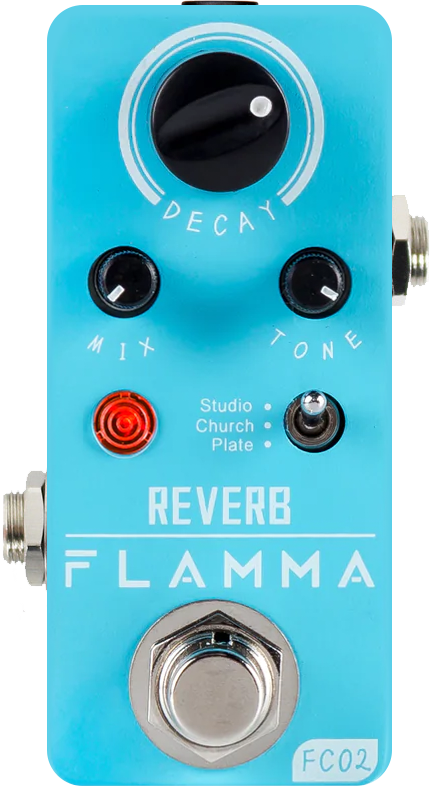 DECAY
MIX
TONE
Studio
Church
Plate
REVERB
FLAMMA
FC02